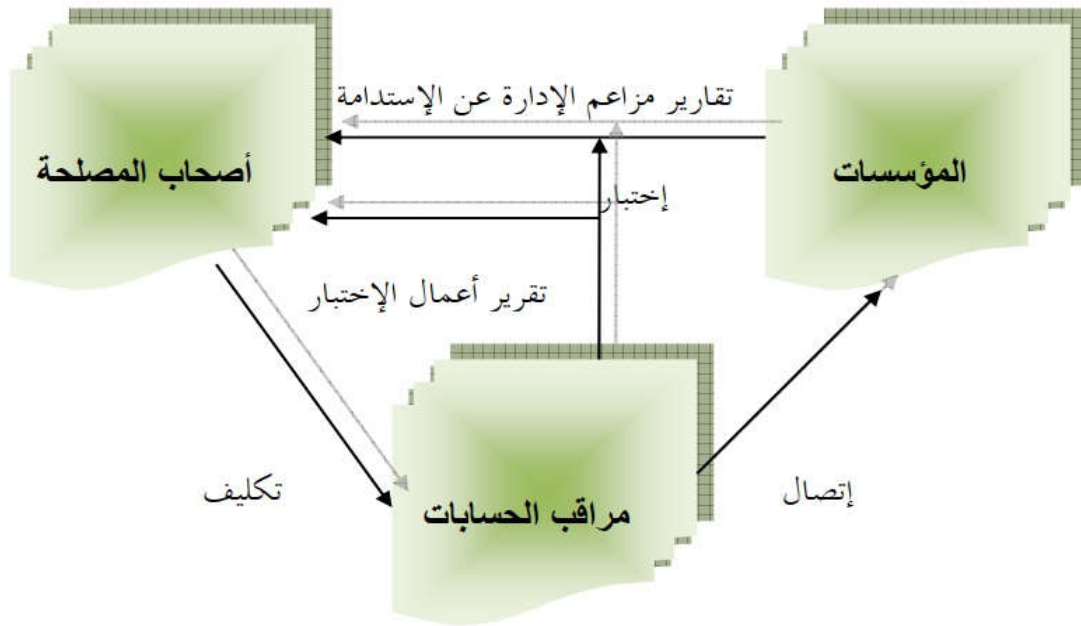 تقارير مزاعم الإدارة عن الإستدامة
المؤسسات
أصحاب المصلحة
إختبار
تقرير أعمال الإختبار
إتصال
تكليف
مراقب الحسابات